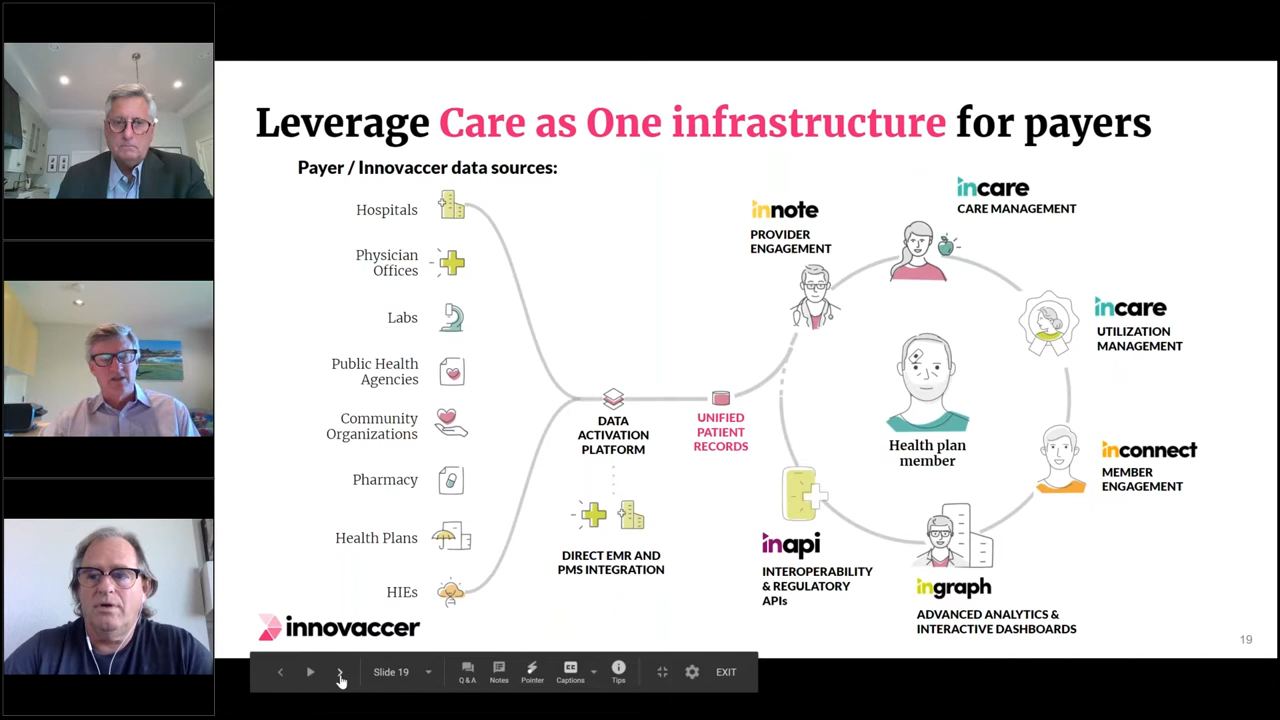 Leverage Care as One infrastructure for payers
Payer / Innovaccer data sources:
Hospitals
Physician
Offices
Labs
Public Health
Agencies
Community
Organizations
Pharmacy
Health Plans
HIEs
DATA
ACTIVATION
PLATFORM
DIRECT EMR AND
PMS INTEGRATION
UNIFIED
PATIENT
RECORDS
innote
PROVIDER
ENGAGEMENT
incare
CARE MANAGEMENT
incare
UTILIZATION
MANAGEMENT
Health plan
member
inconnect
MEMBER
ENGAGEMENT
inapi
INTEROPERABILITY
& REGULATORY
APIs
ingraph
ADVANCED ANALYTICS &
INTERACTIVE DASHBOARDS
innovaccer
19
Slide 19
Q & A
Notes
Pointer
CC
Captions
Tips
EXIT